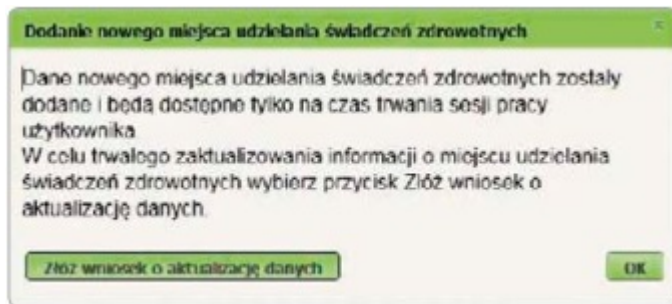 Dodanie nowego miejsca udzielania świadczeń zdrowotnych
Dane nowego miejsca udzielania świadczeń zdrowotnych zostały
dodane i będą dostępne tylko na czas trwania sesji pracy
użytkownika
W celu trwałego zaktualizowania informacji o miejscu udzielania
świadczeń zdrowotnych wybierz przycisk Złóż wniosek o
aktualizację danych.
Złóż wniosek o aktualizację danych
OK